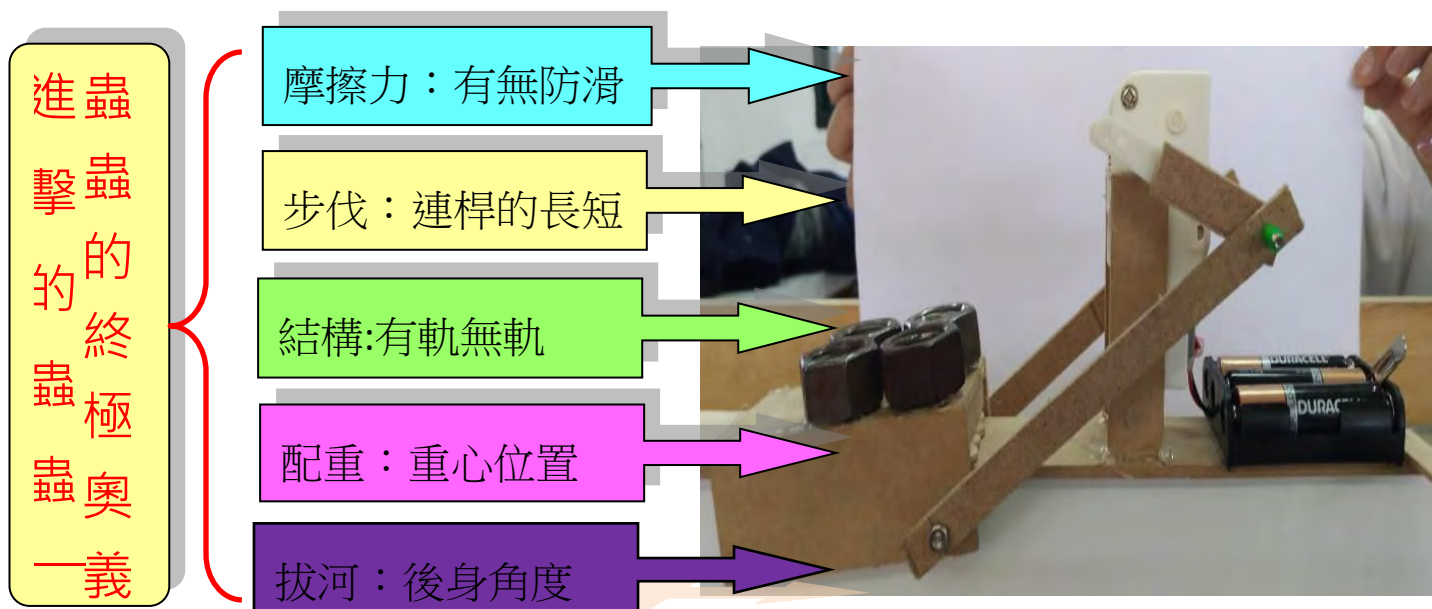 進擊的蟲蟲一
蟲蟲的終極奧義
摩擦力：有無防滑
步伐：連桿的長短
結構:有軌無軌
配重：重心位置
拔河：後身角度
DURACELL
DURAC